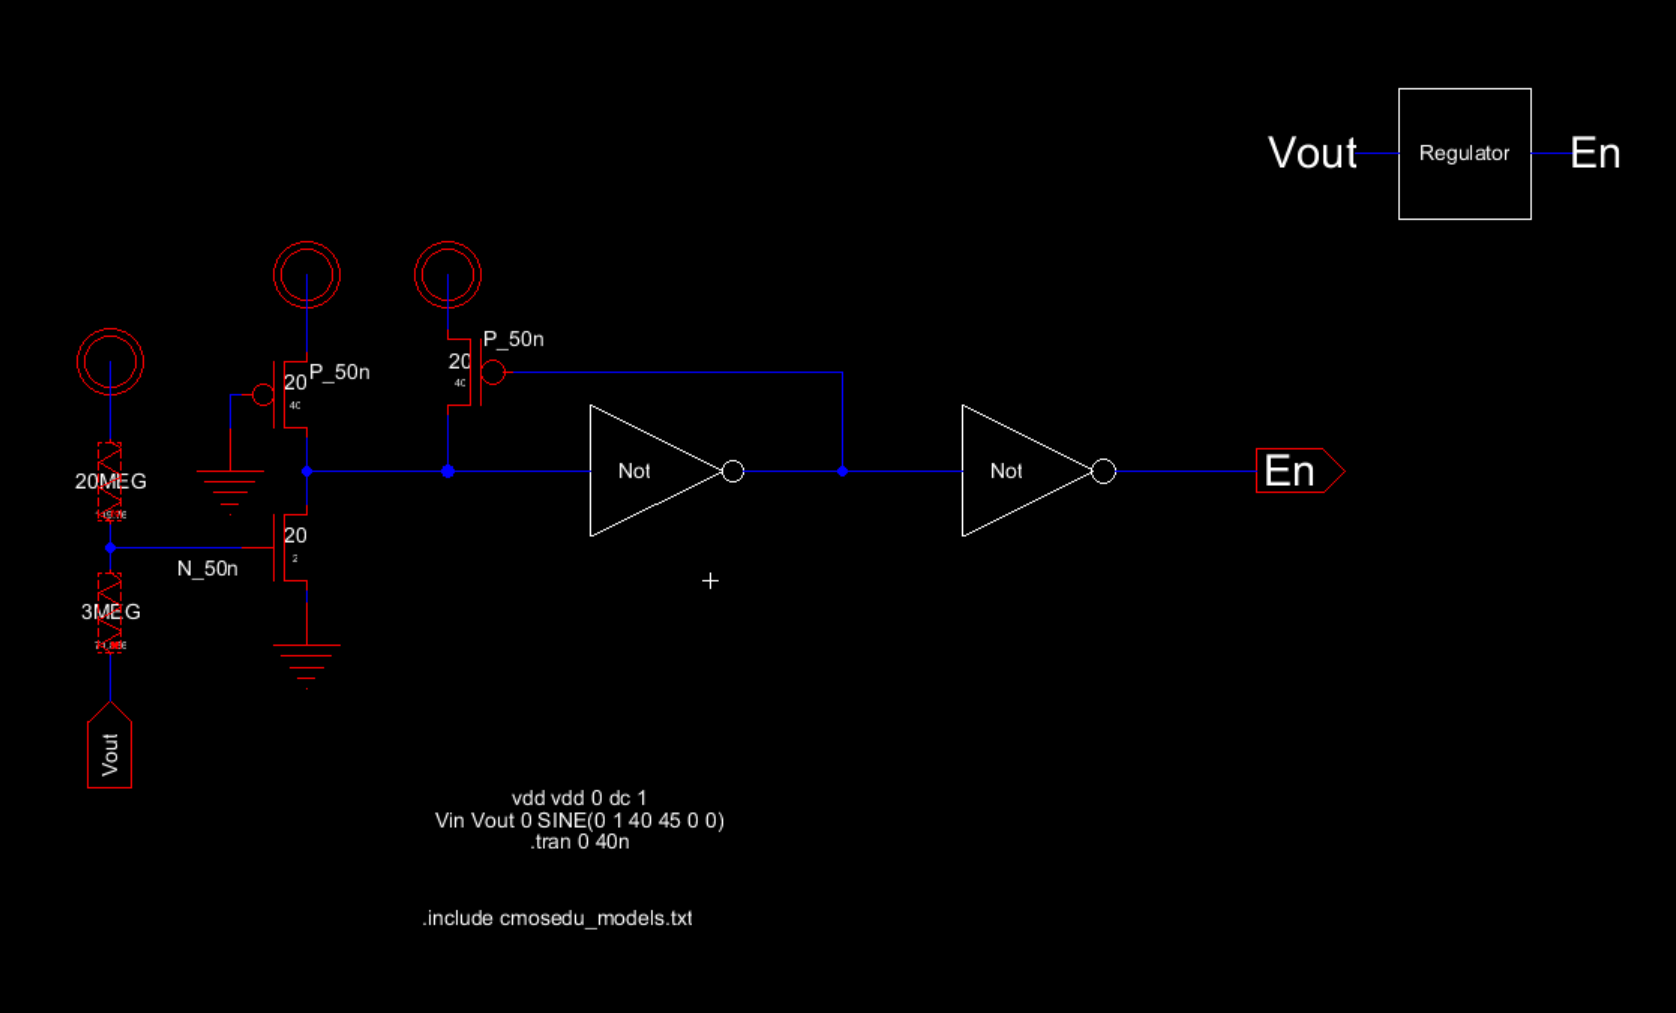 Vout
Regulator
En
P_50n
20
40
P_50n
20
40
20MEG
Not
Not
En
20
2
N_50n
3MEG
Vout
vdd vdd 0 dc 1
Vin Vout 0 SINE(0 1 40 45 0 0)
.tran 0 40n
.include cmosedu_models.txt